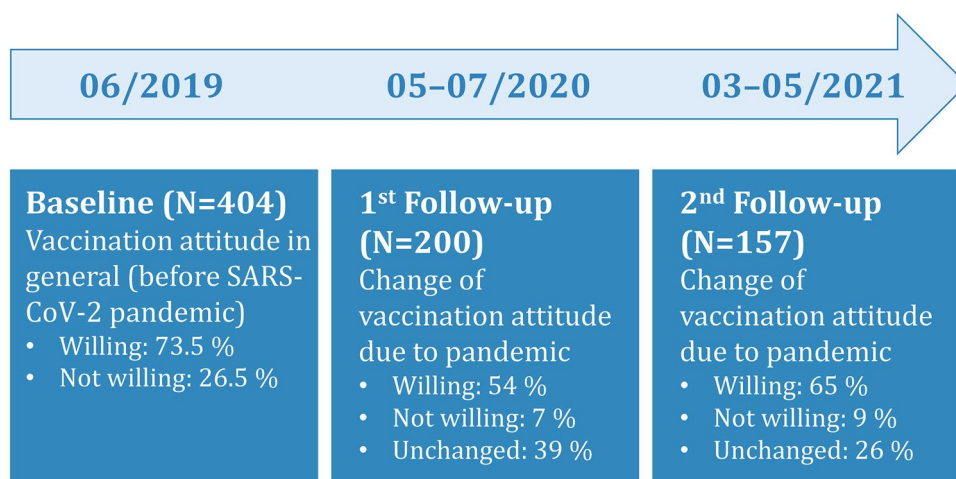 06/2019
05–07/2020
03–05/2021
Baseline (N=404)
Vaccination attitude in
general (before SARS-
CoV-2 pandemic)
• Willing: 73.5 %
• Not willing: 26.5 %
1st Follow-up
(N=200)
Change of
vaccination attitude
due to pandemic
• Willing: 54 %
• Not willing: 7 %
• Unchanged: 39 %
2nd Follow-up
(N=157)
Change of
vaccination attitude
due to pandemic
• Willing: 65 %
• Not willing: 9 %
• Unchanged: 26 %